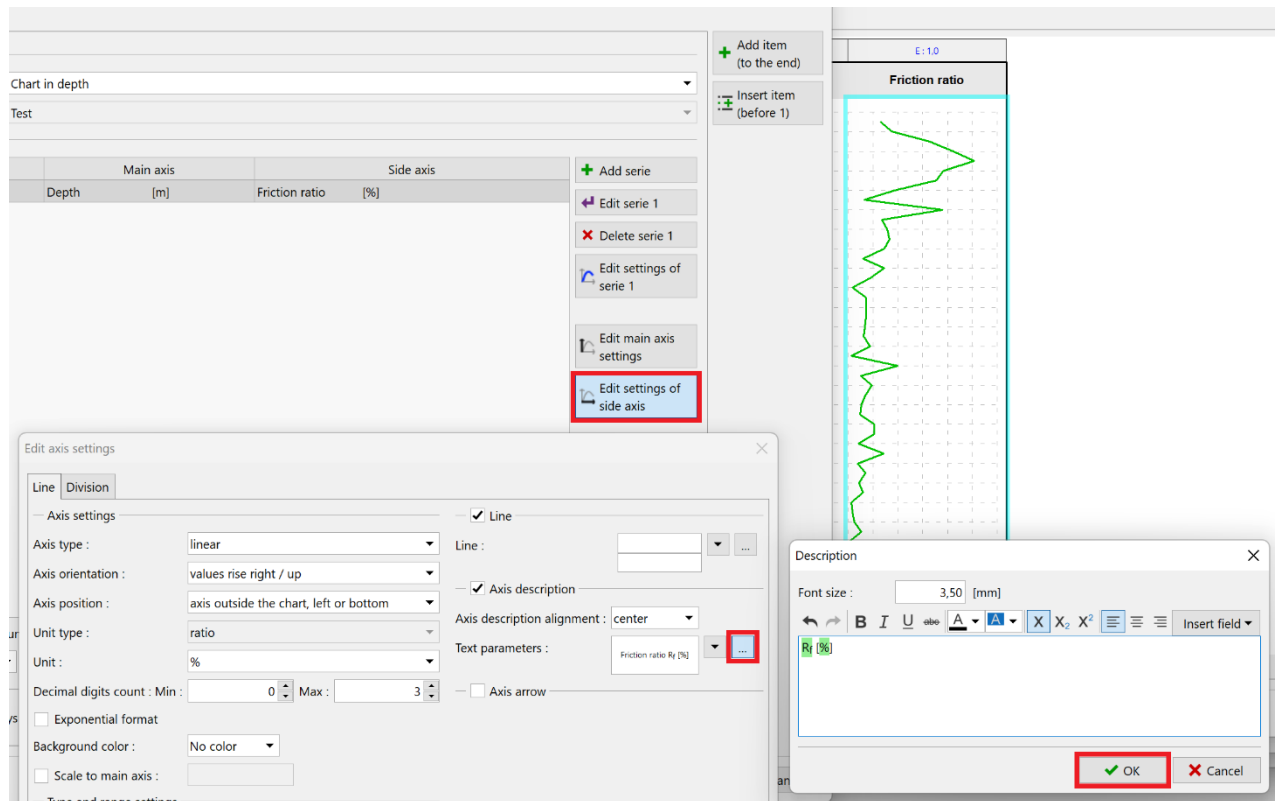 Chart in depth
Test
Main axis
Side axis
Depth [m]
Friction ratio [%]
Add item
(to the end)
Insert item
(before 1)
Add serie
Edit serie 1
Delete serie 1
Edit settings of
serie 1
Edit main axis
settings
Edit settings of
side axis
E : 1,0
Friction ratio
Edit axis settings
Line
Division
Axis settings
Axis type :
linear
Axis orientation :
values rise right / up
Axis position :
axis outside the chart, left or bottom
Unit type :
ratio
Unit :
%
Decimal digits count : Min :
0
Max :
3
Exponential format
Background color :
No color
Scale to main axis :
Line
Line :
...
Axis description
Axis description alignment :
center
Text parameters :
Friction ratio Rf [%]
...
Axis arrow
Description
Font size :
3,50 [mm]
B I U abc A A X X₂ X² Insert field
Rf [%]
OK
Cancel